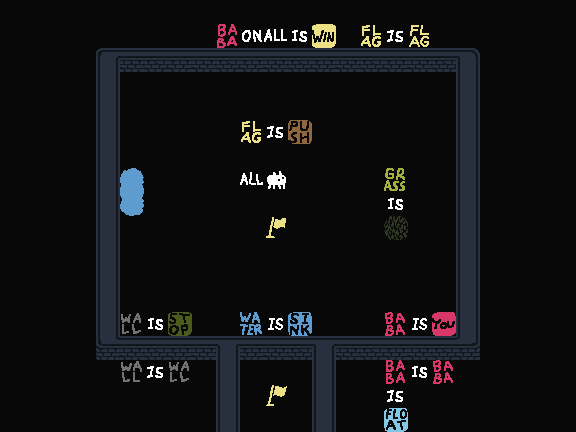 BABA ON ALL IS WIN FLAG IS FLAG
FLAG IS PUSH
ALL
GRASS
IS
WALL IS STOP WATER IS SINK BABA IS YOU
WALL IS WALL BABA IS BABA
IS
FLOAT